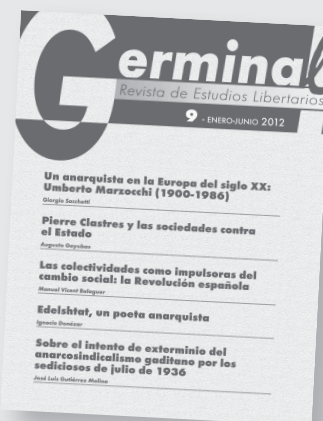 Germinal
Revista de Estudios Libertarios
9 - ENERO-JUNIO 2012
Un anarquista en la Europa del siglo XX:
Umberto Marzocchi (1900-1986)
Giorgio Sacchetti
Pierre Clastres y las sociedades contra
el Estado
Augusto Gayubas
Las colectividades como impulsoras del
cambio social: la Revolución española
Manuel Vicent Balaguer
Edelshtat, un poeta anarquista
Ignacio Donézar
Sobre el intento de exterminio del
anarcosindicalismo gaditano por los
sediciosos de julio de 1936
José Luis Gutiérrez Molina